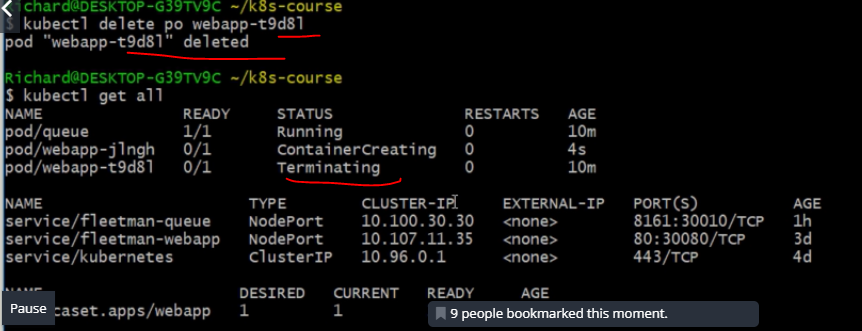 ichard@DESKTOP-G39TV9C ~/k8s-course
$ kubectl delete po webapp-t9d8l
pod "webapp-t9d8l" deleted
Richard@DESKTOP-G39TV9C ~/k8s-course
$ kubectl get all
NAME READY STATUS RESTARTS AGE
pod/queue 1/1 Running 0 10m
pod/webapp-jlngh 0/1 ContainerCreating 0 4s
pod/webapp-t9d8l 0/1 Terminating 0 10m
NAME TYPE CLUSTER-IP EXTERNAL-IP PORT(S) AGE
service/fleetman-queue NodePort 10.100.30.30 <none> 8161:30010/TCP 1h
service/fleetman-webapp NodePort 10.107.11.35 <none> 80:30080/TCP 3d
service/kubernetes ClusterIP 10.96.0.1 <none> 443/TCP 4d
DESIRED CURRENT READY AGE
Pause
caset.apps/webapp 1 1
9 people bookmarked this moment.